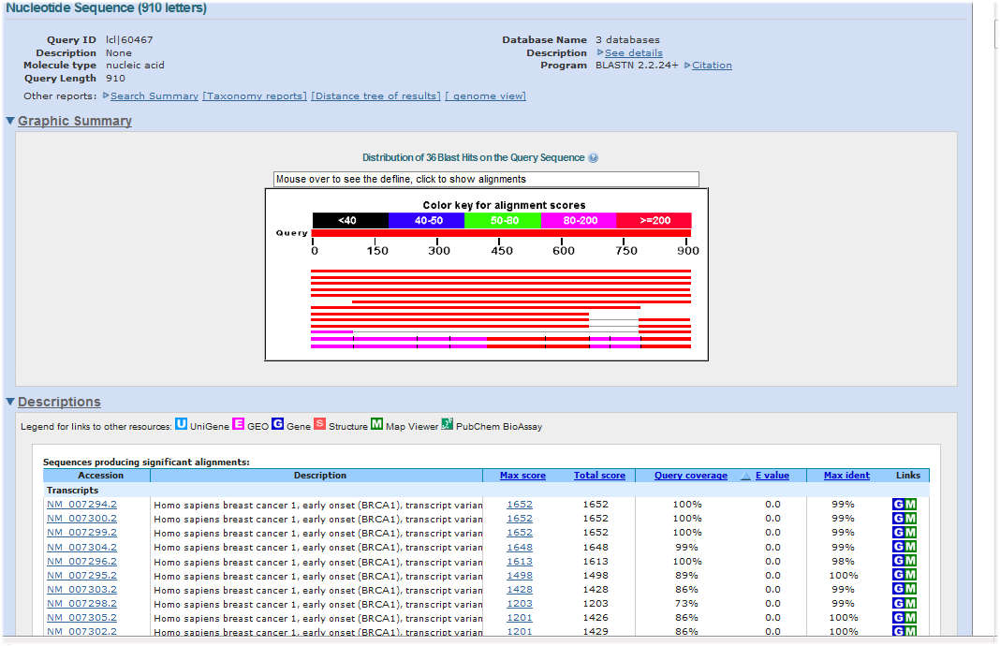 Nucleotide Sequence (910 letters)
Query ID lcl|60467
Description None
Molecule type nucleic acid
Query Length 910
Database Name 3 databases
Description See details
Program BLASTN 2.2.24+ Citation
Other reports: Search Summary [Taxonomy reports] [Distance tree of results] [ genome view]
Graphic Summary
Distribution of 36 Blast Hits on the Query Sequence
Mouse over to see the defline, click to show alignments
Color key for alignment scores
<40 40-50 50-80 80-200 >=200
Query
0 150 300 450 600 750 900
Descriptions
Legend for links to other resources: U UniGene E GEO G Gene S Structure M Map Viewer PubChem BioAssay
Sequences producing significant alignments:
Accession Description Max score Total score Query coverage E value Max ident Links
Transcripts
NM_007294.2 Homo sapiens breast cancer 1, early onset (BRCA1), transcript varian 1652 1652 100% 0.0 99% G M
NM_007300.2 Homo sapiens breast cancer 1, early onset (BRCA1), transcript varian 1652 1652 100% 0.0 99% G M
NM_007299.2 Homo sapiens breast cancer 1, early onset (BRCA1), transcript varian 1652 1652 100% 0.0 99% G M
NM_007304.2 Homo sapiens breast cancer 1, early onset (BRCA1), transcript varian 1648 1648 99% 0.0 99% G M
NM_007296.2 Homo sapiens breast cancer 1, early onset (BRCA1), transcript varian 1613 1613 100% 0.0 98% G M
NM_007295.2 Homo sapiens breast cancer 1, early onset (BRCA1), transcript varian 1498 1498 89% 0.0 100% G M
NM_007303.2 Homo sapiens breast cancer 1, early onset (BRCA1), transcript varian 1428 1428 86% 0.0 99% G M
NM_007298.2 Homo sapiens breast cancer 1, early onset (BRCA1), transcript varian 1203 1203 73% 0.0 99% G M
NM_007305.2 Homo sapiens breast cancer 1, early onset (BRCA1), transcript varian 1201 1426 86% 0.0 100% G M
NM_007302.2 Homo sapiens breast cancer 1, early onset (BRCA1), transcript varian 1201 1429 86% 0.0 100% G M